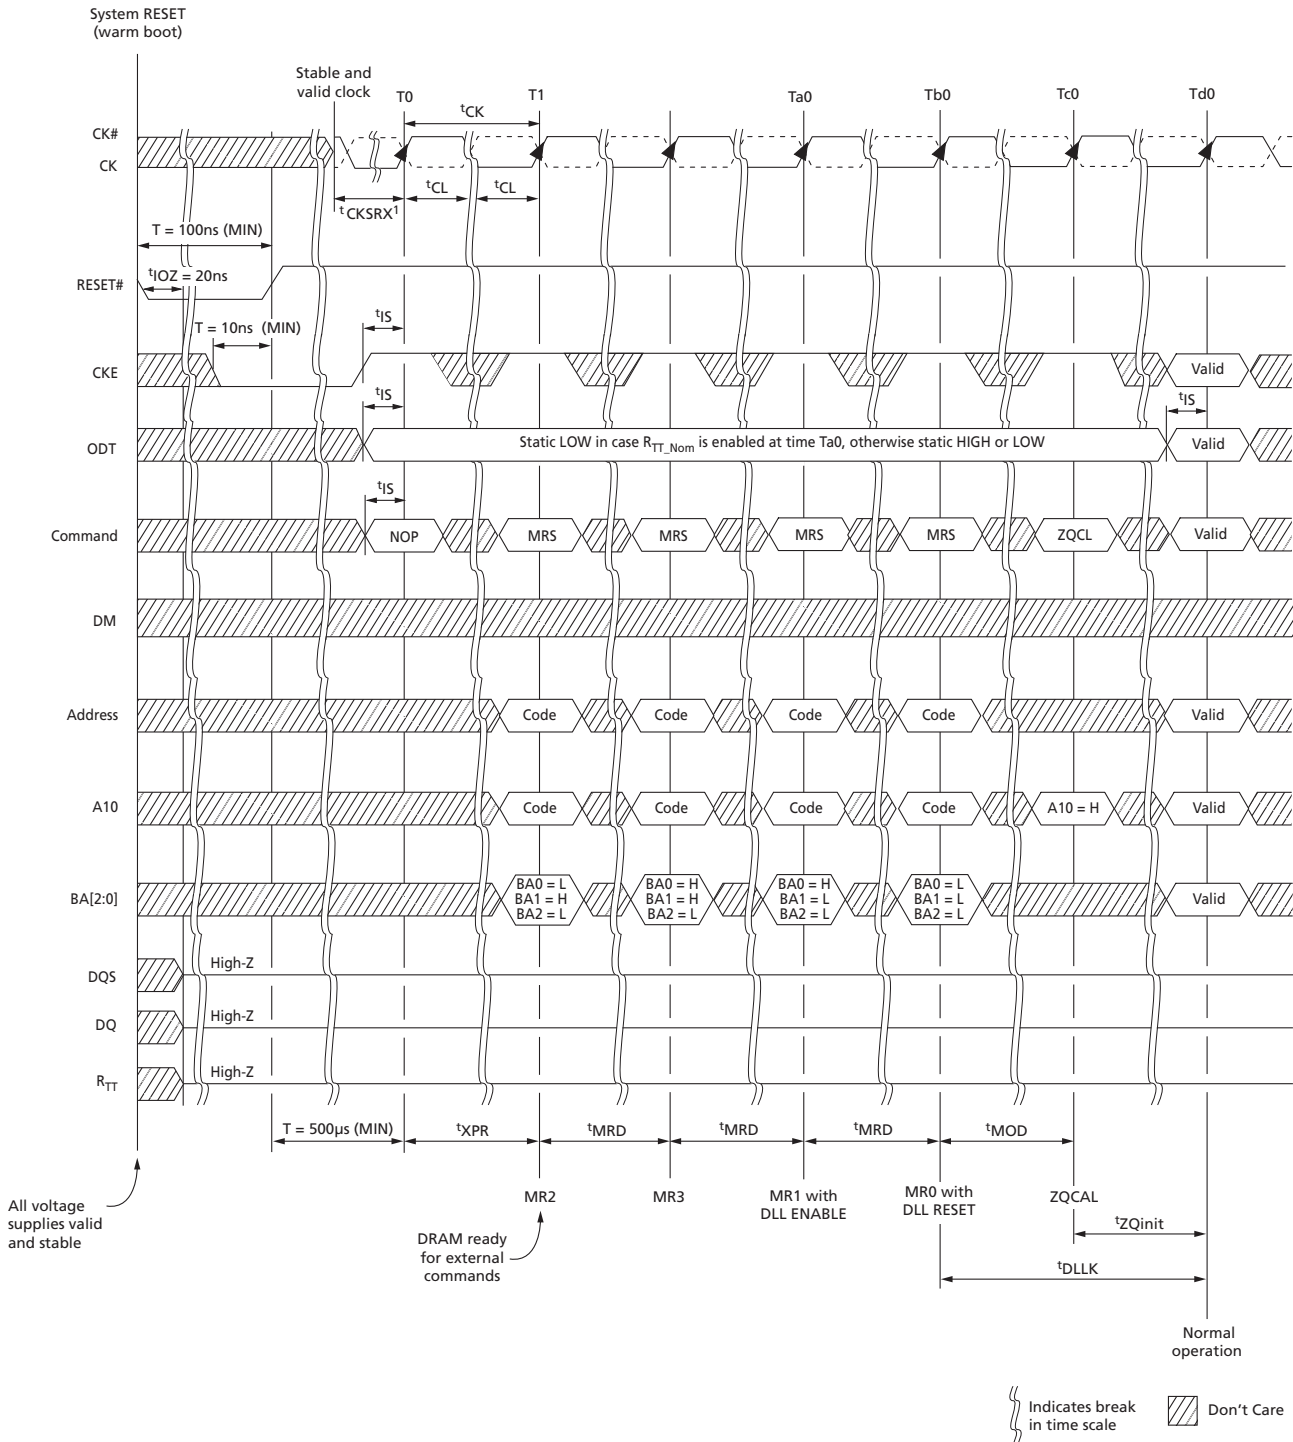 System RESET
(warm boot)
Stable and
valid clock
T0
T1
Ta0
Tb0
Tc0
Td0
tCK
CK#
CK
tCL
tCL
tCKSRX1
T = 100ns (MIN)
tIOZ = 20ns
RESET#
tIS
T = 10ns (MIN)
CKE
Valid
tIS
tIS
ODT
Static LOW in case RTT_Nom is enabled at time Ta0, otherwise static HIGH or LOW
Valid
tIS
Command
NOP
MRS
MRS
MRS
MRS
ZQCL
Valid
DM
Address
Code
Code
Code
Code
Valid
A10
Code
Code
Code
Code
A10 = H
Valid
BA[2:0]
BA0 = L
BA1 = H
BA2 = L
BA0 = H
BA1 = H
BA2 = L
BA0 = H
BA1 = L
BA2 = L
BA0 = L
BA1 = L
BA2 = L
Valid
DQS
High-Z
DQ
High-Z
RTT
High-Z
T = 500μs (MIN)
tXPR
tMRD
tMRD
tMRD
tMOD
All voltage
supplies valid
and stable
MR2
MR3
MR1 with
DLL ENABLE
MR0 with
DLL RESET
ZQCAL
tZQinit
DRAM ready
for external
commands
tDLLK
Normal
operation
Indicates break
in time scale
Don't Care